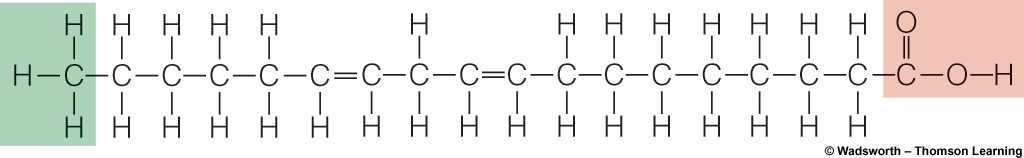 H H H H H H H H H H H H H O
H—C—C—C—C—C—C=C—C—C=C—C—C—C—C—C—C—C—C—O—H
H H H H H H H H H H H H H H H H H
© Wadsworth – Thomson Learning